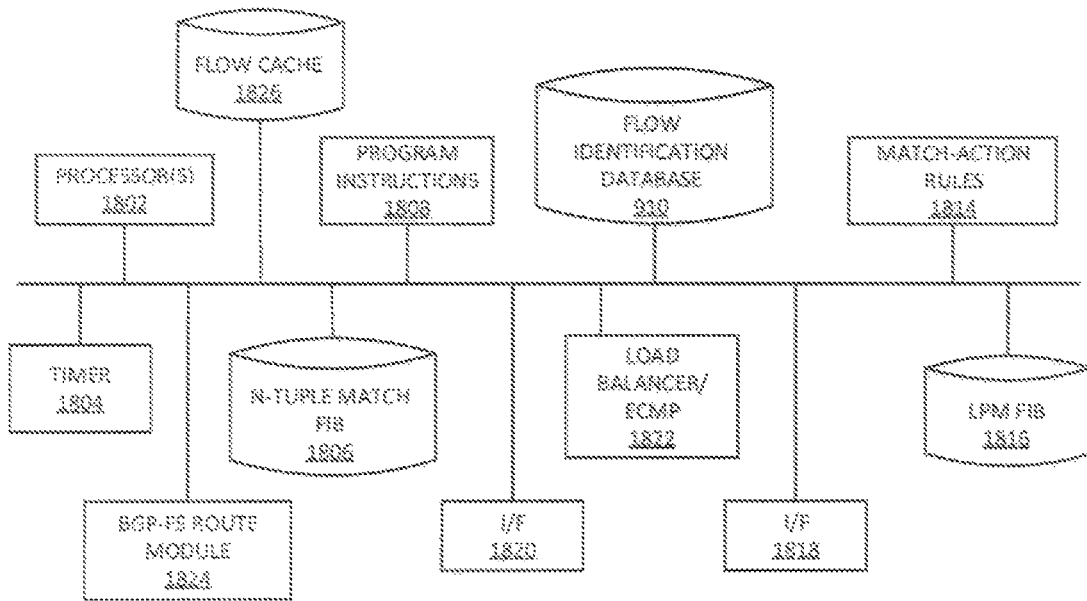 FLOW CACHE
1826
PROCESSOR(S)
1802
PROGRAM
INSTRUCTIONS
1808
FLOW
IDENTIFICATION
DATABASE
910
MATCH-ACTION
RULES
1814
TIMER
1804
N-TUPLE MATCH
FIB
1806
LOAD
BALANCER/
ECMP
1822
LPM FIB
1816
BGP-FS ROUTE
MODULE
1824
I/F
1820
I/F
1818